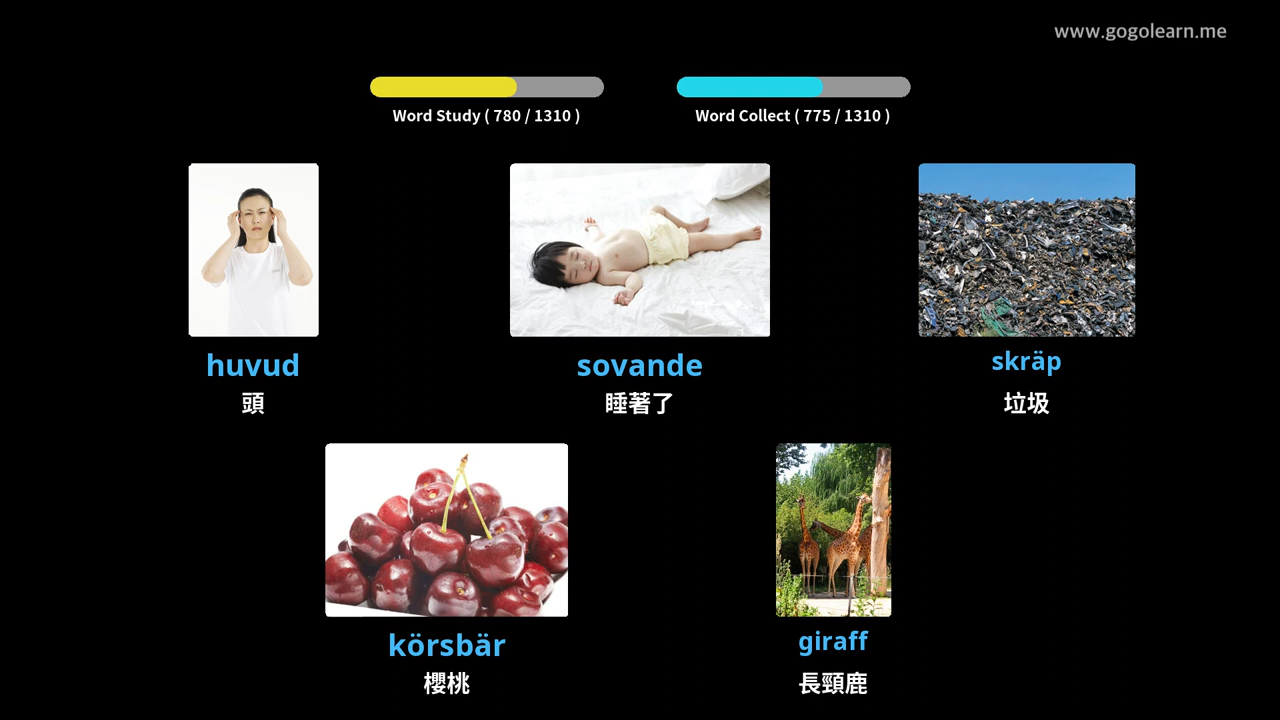 www.gogolearn.me
Word Study ( 780 / 1310 )
Word Collect ( 775 / 1310 )
huvud
頭
sovande
睡著了
skräp
垃圾
körsbär
櫻桃
giraff
長頸鹿